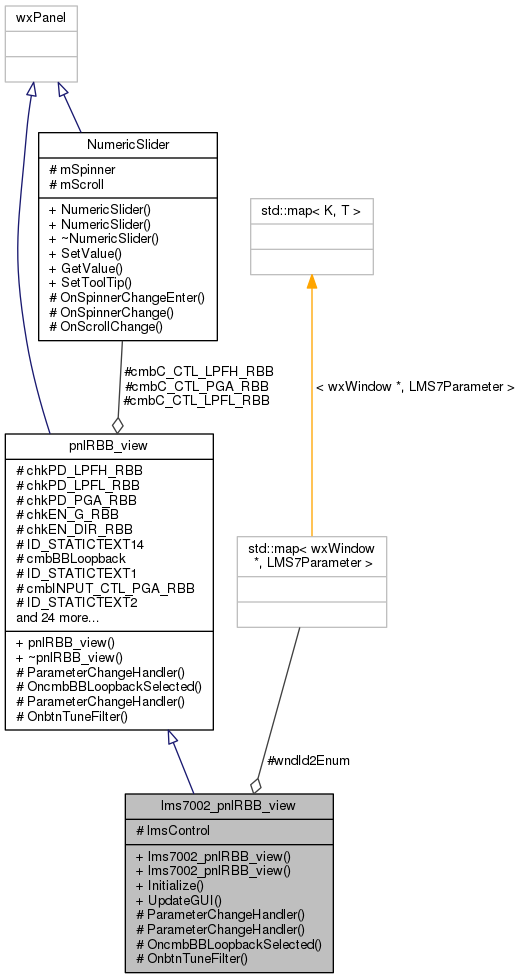 wxPanel
NumericSlider
# mSpinner
# mScroll
+ NumericSlider()
+ NumericSlider()
+ ~NumericSlider()
+ SetValue()
+ GetValue()
+ SetToolTip()
# OnSpinnerChangeEnter()
# OnSpinnerChange()
# OnScrollChange()
std::map< K, T >
#cmbC_CTL_LPFH_RBB
#cmbC_CTL_PGA_RBB
#cmbC_CTL_LPFL_RBB
< wxWindow *, LMS7Parameter >
pnlRBB_view
# chkPD_LPFH_RBB
# chkPD_LPFL_RBB
# chkPD_PGA_RBB
# chkEN_G_RBB
# chkEN_DIR_RBB
# ID_STATICTEXT14
# cmbBBLoopback
# ID_STATICTEXT1
# cmbINPUT_CTL_PGA_RBB
# ID_STATICTEXT2
and 24 more...
+ pnlRBB_view()
+ ~pnlRBB_view()
# ParameterChangeHandler()
# OncmbBBLoopbackSelected()
# ParameterChangeHandler()
# OnbtnTuneFilter()
std::map< wxWindow
*, LMS7Parameter >
#wndId2Enum
lms7002_pnlRBB_view
# lmsControl
+ lms7002_pnlRBB_view()
+ lms7002_pnlRBB_view()
+ Initialize()
+ UpdateGUI()
# ParameterChangeHandler()
# ParameterChangeHandler()
# OncmbBBLoopbackSelected()
# OnbtnTuneFilter()